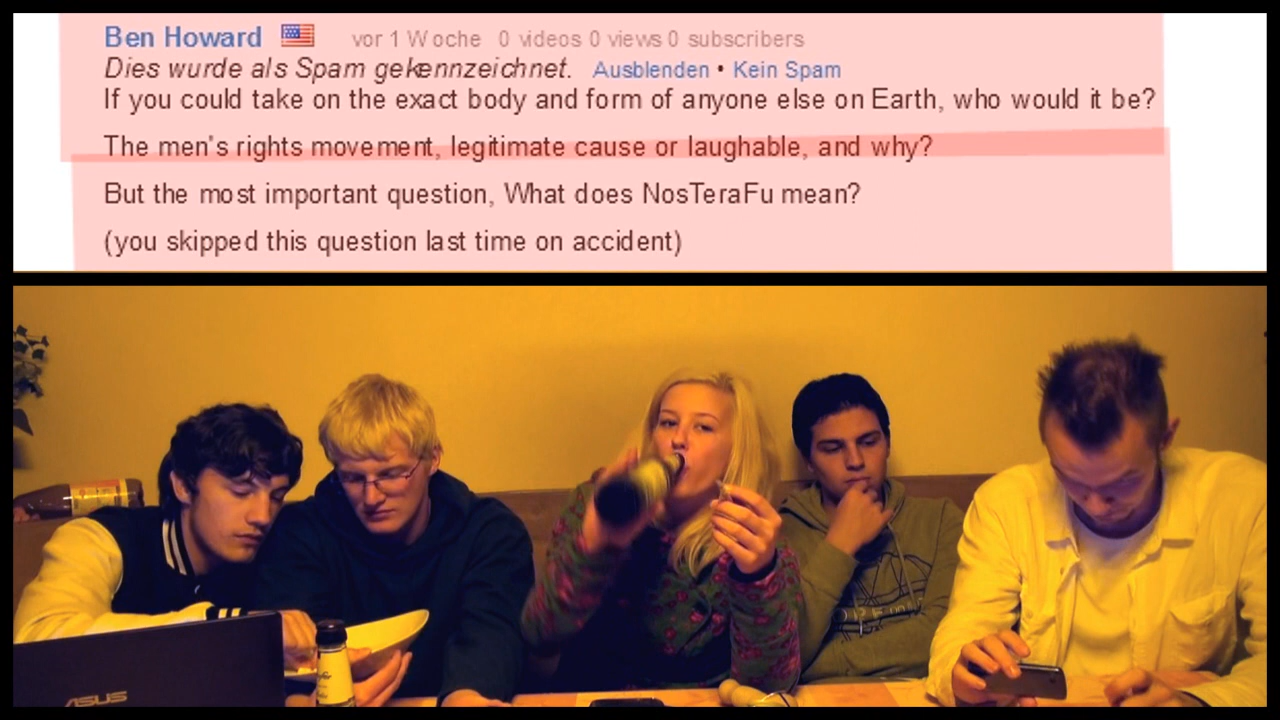 Ben Howard vor 1 Woche 0 videos 0 views 0 subscribers
Dies wurde als Spam gekennzeichnet. Ausblenden • Kein Spam
If you could take on the exact body and form of anyone else on Earth, who would it be?
The men's rights movement, legitimate cause or laughable, and why?
But the most important question, What does NosTeraFu mean?
(you skipped this question last time on accident)
ASUS